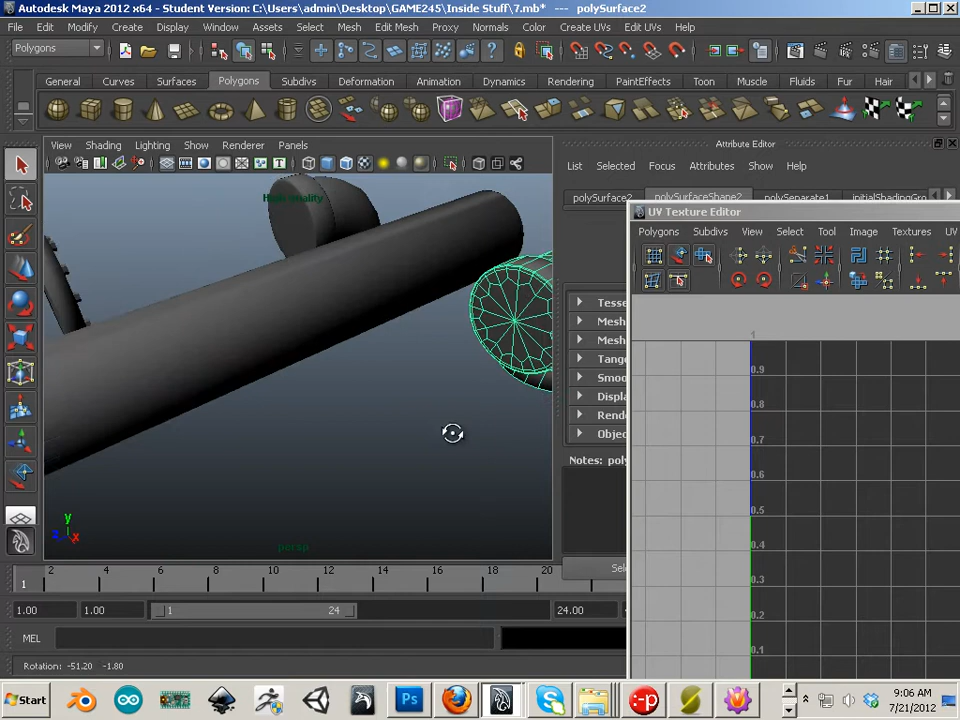 Autodesk Maya 2012 x64 - Student Version: C:\Users\admin\Desktop\GAME245\Inside Stuff\7.mb* --- polySurface2
File Edit Modify Create Display Window Assets Select Mesh Edit Mesh Proxy Normals Color Create UVs Edit UVs Help
Polygons
General Curves Surfaces Polygons Subdivs Deformation Animation Dynamics Rendering PaintEffects Toon Muscle Fluids Fur Hair
View Shading Lighting Show Renderer Panels
Attribute Editor
List Selected Focus Attributes Show Help
polySurface2 polySurfaceShape2 polySeparate1 initialShadingGro
High Quality
UV Texture Editor
Polygons Subdivs View Select Tool Image Textures UV
Tesse
Mesh
Mesh
Tange
Smoo
Displa
Rende
Objec
Notes: poly
Sele
1
0.9
0.8
0.7
0.6
0.5
0.4
0.3
0.2
0.1
y
z x
persp
2 4 6 8 10 12 14 16 18 20
1
1.00 1.00 1 24 24.00
MEL
Rotation: -51.20 -1.80
Start Ps
9:06 AM
7/21/2012